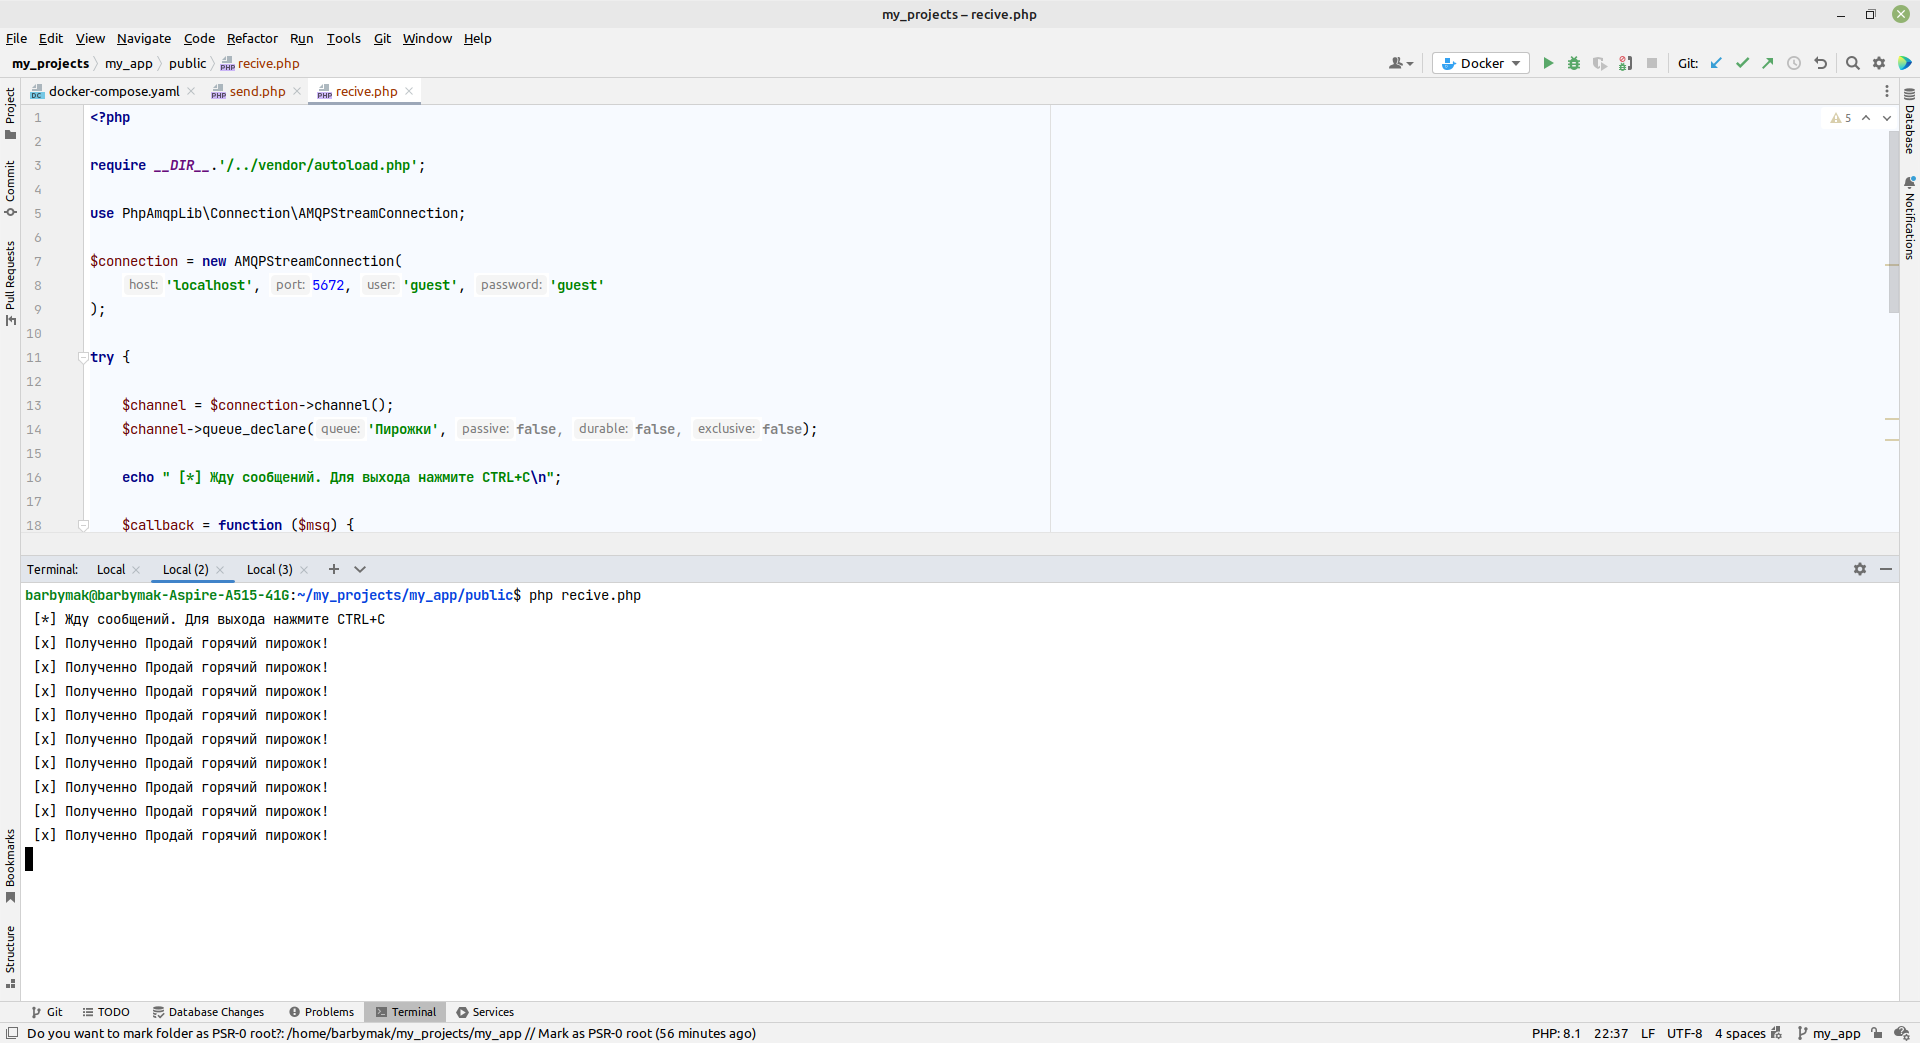 my_projects – recive.php
File Edit View Navigate Code Refactor Run Tools Git Window Help
my_projects my_app public recive.php Docker Git:
docker-compose.yaml send.php recive.php
1 <?php
5
2
3 require __DIR__.'/../vendor/autoload.php';
4
5 use PhpAmqpLib\Connection\AMQPStreamConnection;
6
7 $connection = new AMQPStreamConnection(
8 host: 'localhost', port: 5672, user: 'guest', password: 'guest'
9 );
10
11 try {
12
13 $channel = $connection->channel();
14 $channel->queue_declare( queue: 'Пирожки', passive: false, durable: false, exclusive: false);
15
16 echo " [*] Жду сообщений. Для выхода нажмите CTRL+C\n";
17
18 $callback = function ($msg) {
Project
Commit
Pull Requests
Bookmarks
Structure
Database
Notifications
Terminal: Local Local (2) Local (3)
barbymak@barbymak-Aspire-A515-41G:~/my_projects/my_app/public$ php recive.php
[*] Жду сообщений. Для выхода нажмите CTRL+C
[x] Полученно Продай горячий пирожок!
[x] Полученно Продай горячий пирожок!
[x] Полученно Продай горячий пирожок!
[x] Полученно Продай горячий пирожок!
[x] Полученно Продай горячий пирожок!
[x] Полученно Продай горячий пирожок!
[x] Полученно Продай горячий пирожок!
[x] Полученно Продай горячий пирожок!
[x] Полученно Продай горячий пирожок!
Git TODO Database Changes Problems Terminal Services
Do you want to mark folder as PSR-0 root?: /home/barbymak/my_projects/my_app // Mark as PSR-0 root (56 minutes ago) PHP: 8.1 22:37 LF UTF-8 4 spaces my_app